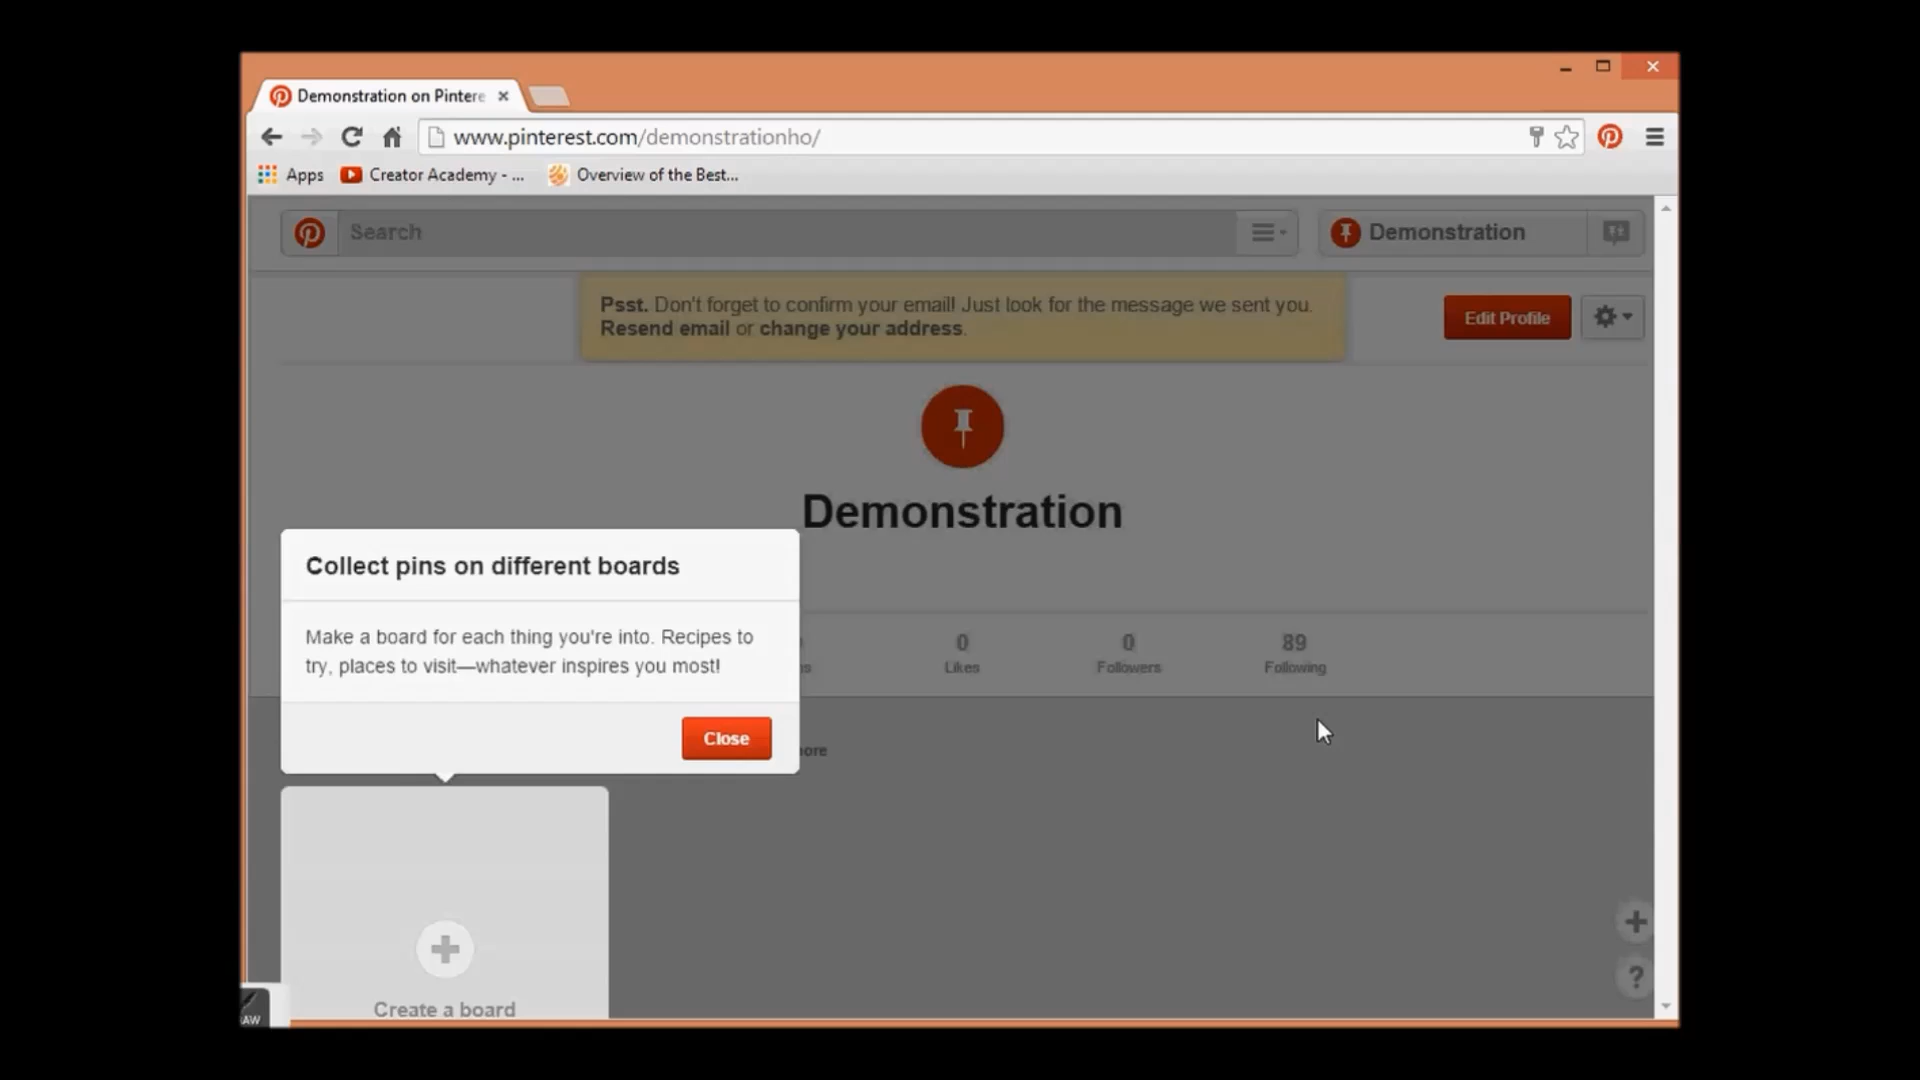 Demonstration on Pintere
www.pinterest.com/demonstrationho/
Apps
Creator Academy - ...
Overview of the Best...
Search
Demonstration
Psst. Don't forget to confirm your email! Just look for the message we sent you.
Resend email or change your address.
Edit Profile
Demonstration
Collect pins on different boards
Make a board for each thing you're into. Recipes to
try, places to visit—whatever inspires you most!
Close
0
Likes
0
Followers
89
Following
Create a board
AW